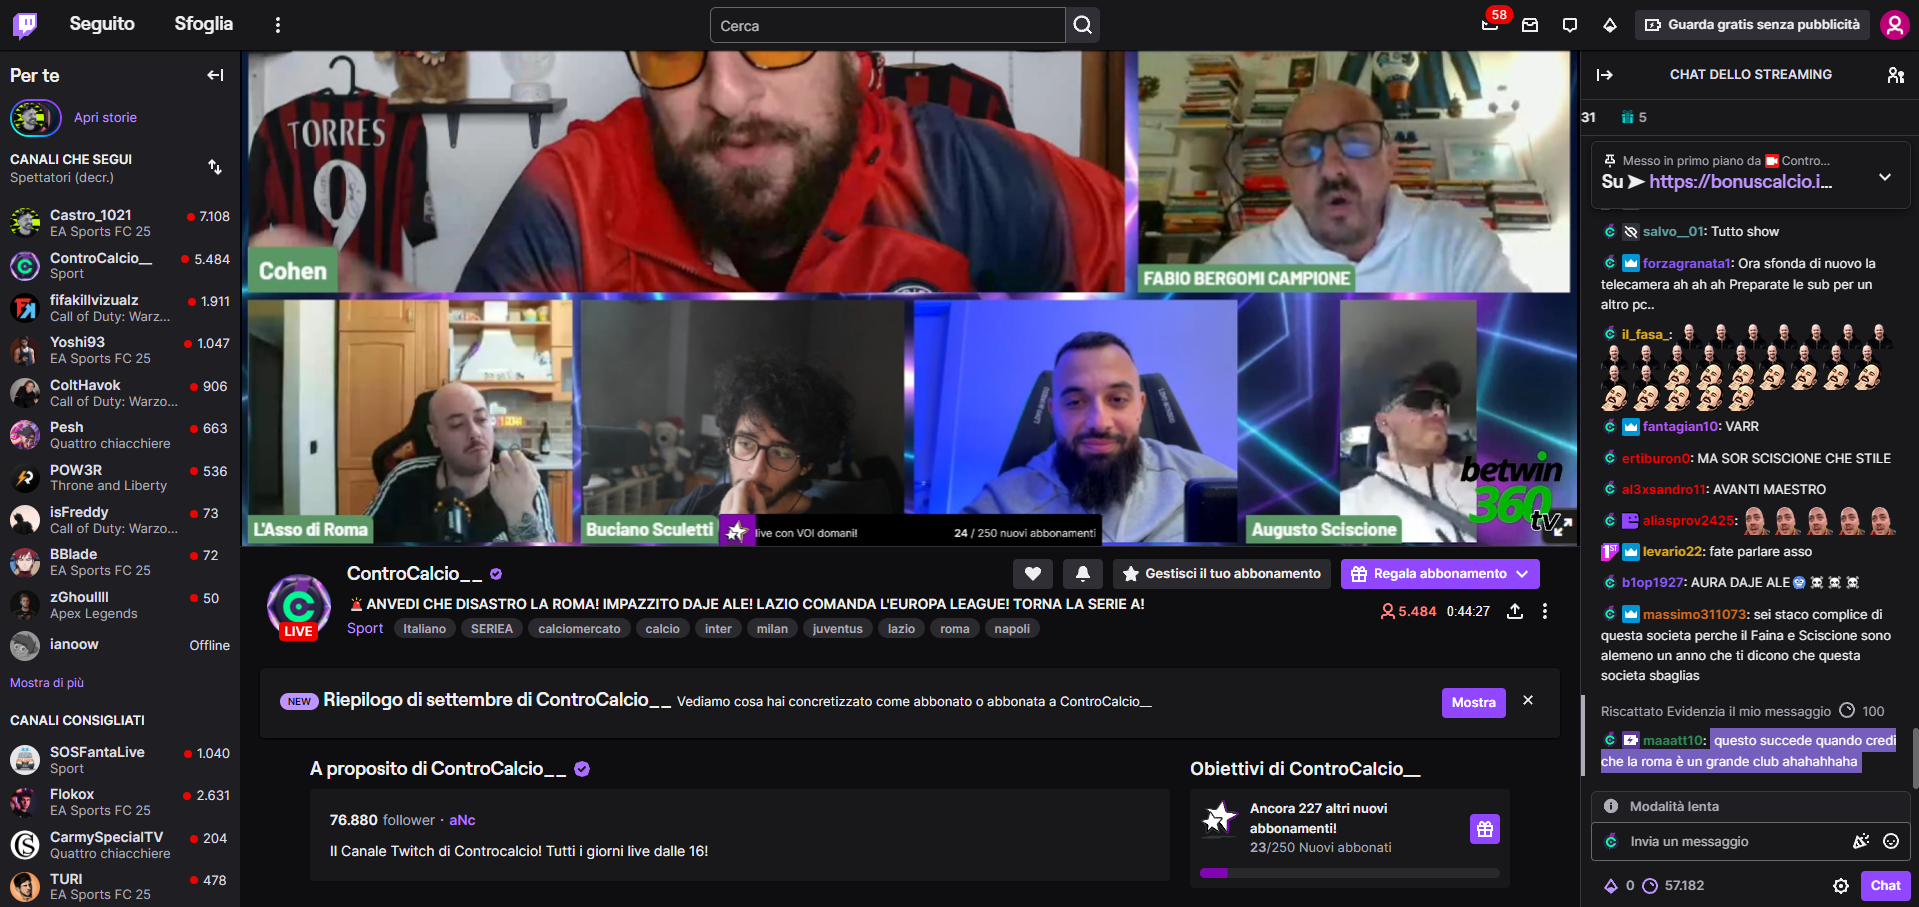 Seguito
Sfoglia
Cerca
58
Guarda gratis senza pubblicità
Per te
Apri storie
CANALI CHE SEGUI
Spettatori (decr.)
Castro_1021
7.108
EA Sports FC 25
ControCalcio__
5.484
Sport
fifakillvizualz
1.911
Call of Duty: Warz...
Yoshi93
1.047
EA Sports FC 25
ColtHavok
906
Call of Duty: Warzo...
Pesh
663
Quattro chiacchiere
POW3R
536
Throne and Liberty
isFreddy
73
Call of Duty: Warzo...
BBlade
72
EA Sports FC 25
zGhoullll
50
Apex Legends
ianoow
Offline
Mostra di più
CANALI CONSIGLIATI
SOSFantaLive
1.040
Sport
Flokox
2.631
EA Sports FC 25
CarmySpecialTV
204
Quattro chiacchiere
TURI
478
EA Sports FC 25
TORRES
9
Cohen
FABIO BERGOMI CAMPIONE
L'Asso di Roma
Buciano Sculetti
live con VOI domani!
24 / 250 nuovi abbonamenti
Augusto Sciscione
betwin
360
tv
LIVE
ControCalcio__
Gestisci il tuo abbonamento
Regala abbonamento
🚨ANVEDI CHE DISASTRO LA ROMA! IMPAZZITO DAJE ALE! LAZIO COMANDA L'EUROPA LEAGUE! TORNA LA SERIE A!
5.484
0:44:27
Sport
Italiano
SERIEA
calciomercato
calcio
inter
milan
juventus
lazio
roma
napoli
NEW
Riepilogo di settembre di ControCalcio__
Vediamo cosa hai concretizzato come abbonato o abbonata a ControCalcio__
Mostra
A proposito di ControCalcio__
76.880 follower · aNc
Il Canale Twitch di Controcalcio! Tutti i giorni live dalle 16!
Obiettivi di ControCalcio__
Ancora 227 altri nuovi
abbonamenti!
23/250 Nuovi abbonati
CHAT DELLO STREAMING
31
5
Messo in primo piano da Contro...
Su ➤ https://bonuscalcio.i...
salvo__01: Tutto show
forzagranata1: Ora sfonda di nuovo la
telecamera ah ah ah Preparate le sub per un
altro pc..
il_fasa_:
fantagian10: VARR
ertiburon0: MA SOR SCISCIONE CHE STILE
al3xsandro11: AVANTI MAESTRO
aliasprov2425:
1ST levario22: fate parlare asso
b1op1927: AURA DAJE ALE🥶☠️☠️☠️
massimo311073: sei staco complice di
questa societa perche il Faina e Sciscione sono
alemeno un anno che ti dicono che questa
societa sbaglias
Riscattato Evidenzia il mio messaggio 100
maaatt10: questo succede quando credi
che la roma è un grande club ahahahhaha
Modalità lenta
Invia un messaggio
0
57.182
Chat